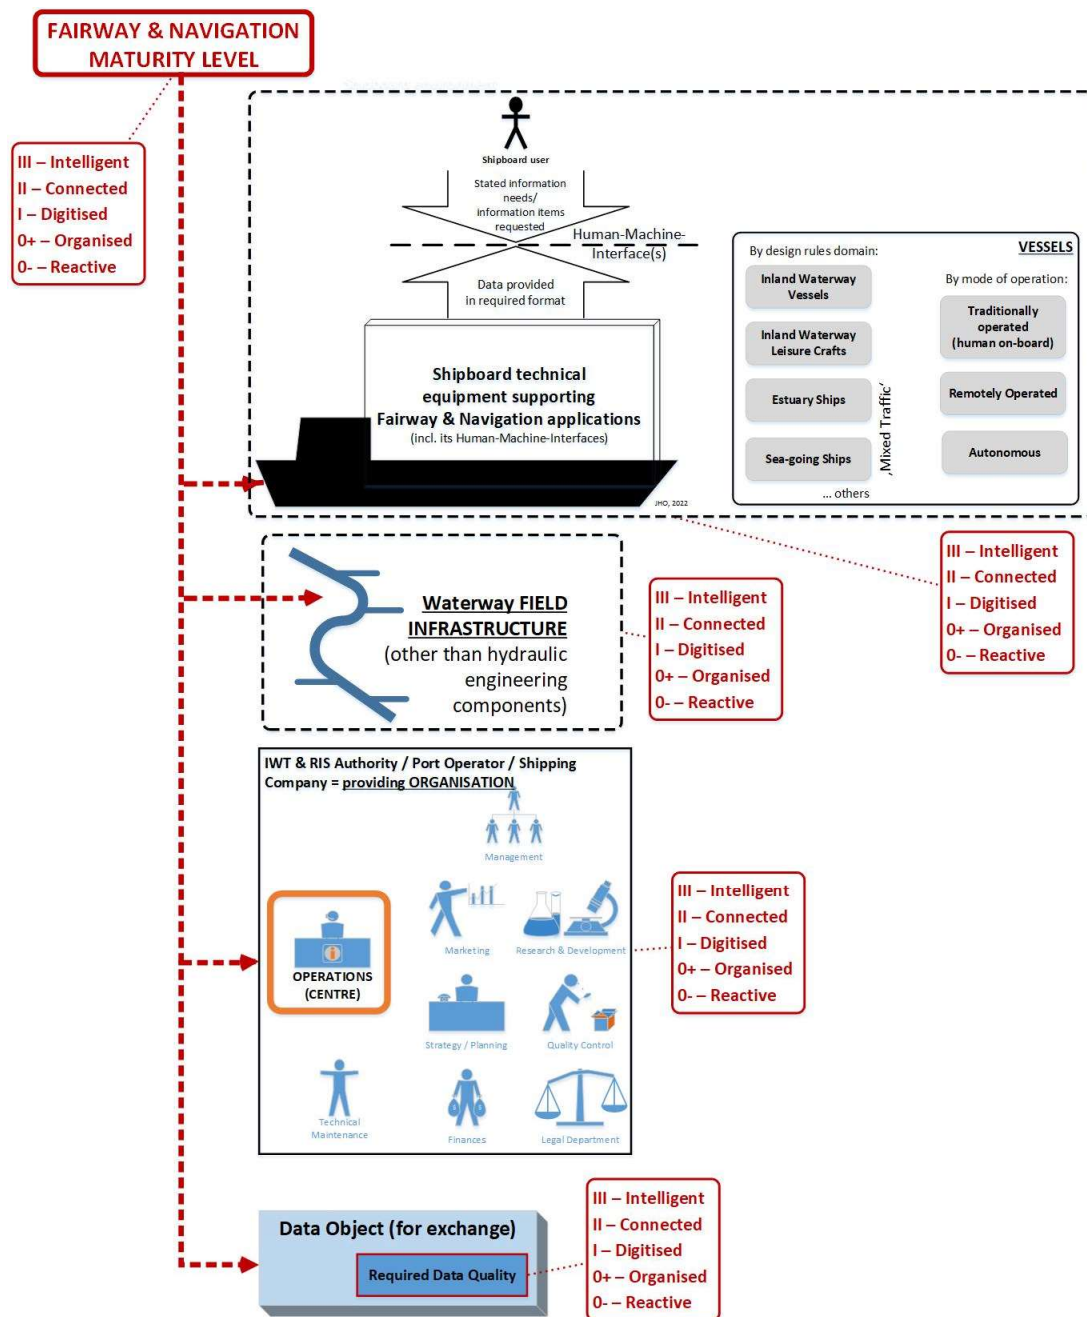 FAIRWAY & NAVIGATION
MATURITY LEVEL
III – Intelligent
II – Connected
I – Digitised
0+ – Organised
0- – Reactive
Shipboard user
Stated information
needs/
information items
requested
Human-Machine-
Interface(s)
Data provided
in required format
Shipboard technical
equipment supporting
Fairway & Navigation applications
(incl. its Human-Machine-Interfaces)
JHO, 2022
VESSELS
By design rules domain:
Inland Waterway
Vessels
Inland Waterway
Leisure Crafts
Estuary Ships
Sea-going Ships
... others
‚Mixed Traffic‘
By mode of operation:
Traditionally
operated
(human on-board)
Remotely Operated
Autonomous
III – Intelligent
II – Connected
I – Digitised
0+ – Organised
0- – Reactive
Waterway FIELD
INFRASTRUCTURE
(other than hydraulic
engineering
components)
III – Intelligent
II – Connected
I – Digitised
0+ – Organised
0- – Reactive
IWT & RIS Authority / Port Operator / Shipping
Company = providing ORGANISATION
Management
Marketing
Research & Development
OPERATIONS
(CENTRE)
Strategy / Planning
Quality Control
Technical
Maintenance
Finances
Legal Department
III – Intelligent
II – Connected
I – Digitised
0+ – Organised
0- – Reactive
Data Object (for exchange)
Required Data Quality
III – Intelligent
II – Connected
I – Digitised
0+ – Organised
0- – Reactive